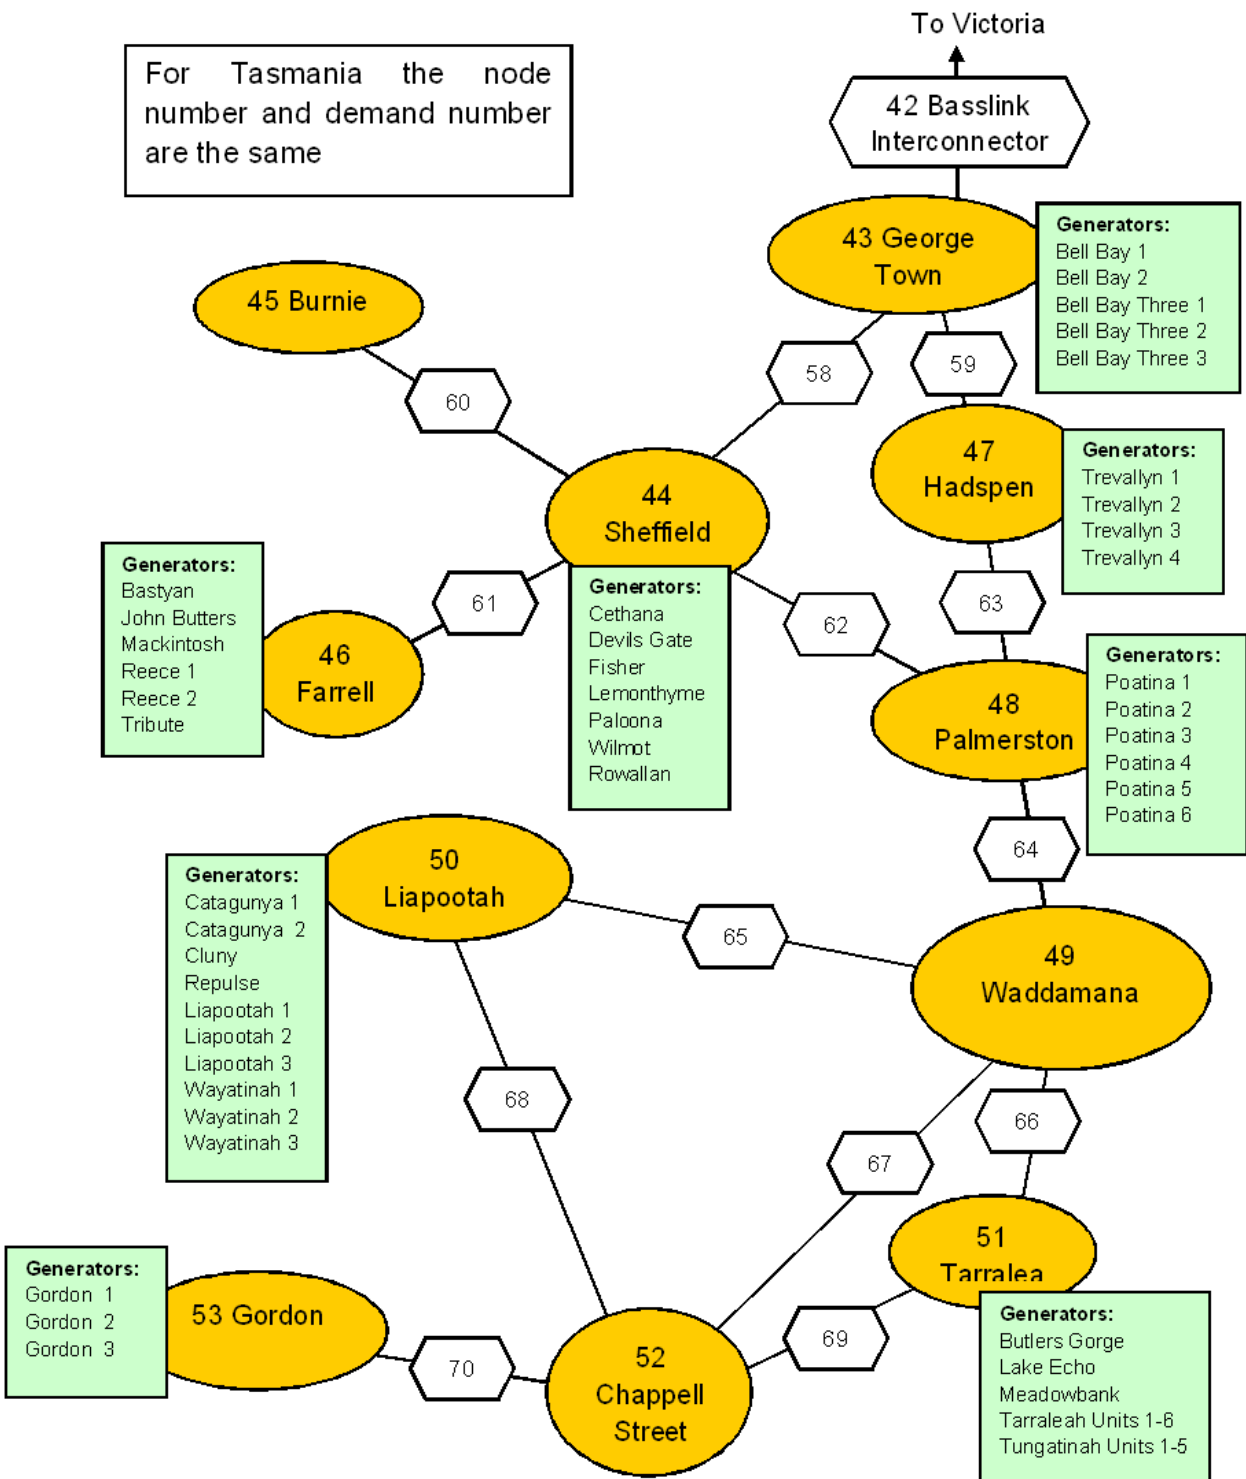 To Victoria
For Tasmania the node
number and demand number
are the same
42 Basslink
Interconnector
43 George
Town
Generators:
Bell Bay 1
Bell Bay 2
Bell Bay Three 1
Bell Bay Three 2
Bell Bay Three 3
45 Burnie
58
59
60
47
Hadspen
Generators:
Trevallyn 1
Trevallyn 2
Trevallyn 3
Trevallyn 4
44
Sheffield
Generators:
Cethana
Devils Gate
Fisher
Lemonthyme
Paloona
Wilmot
Rowallan
61
62
63
Generators:
Bastyan
John Butters
Mackintosh
Reece 1
Reece 2
Tribute
46
Farrell
48
Palmerston
Generators:
Poatina 1
Poatina 2
Poatina 3
Poatina 4
Poatina 5
Poatina 6
64
50
Liapootah
Generators:
Catagunya 1
Catagunya 2
Cluny
Repulse
Liapootah 1
Liapootah 2
Liapootah 3
Wayatinah 1
Wayatinah 2
Wayatinah 3
65
49
Waddamana
68
67
66
51
Tarralea
Generators:
Butlers Gorge
Lake Echo
Meadowbank
Tarraleah Units 1-6
Tungatinah Units 1-5
Generators:
Gordon 1
Gordon 2
Gordon 3
53 Gordon
70
52
Chappell
Street
69